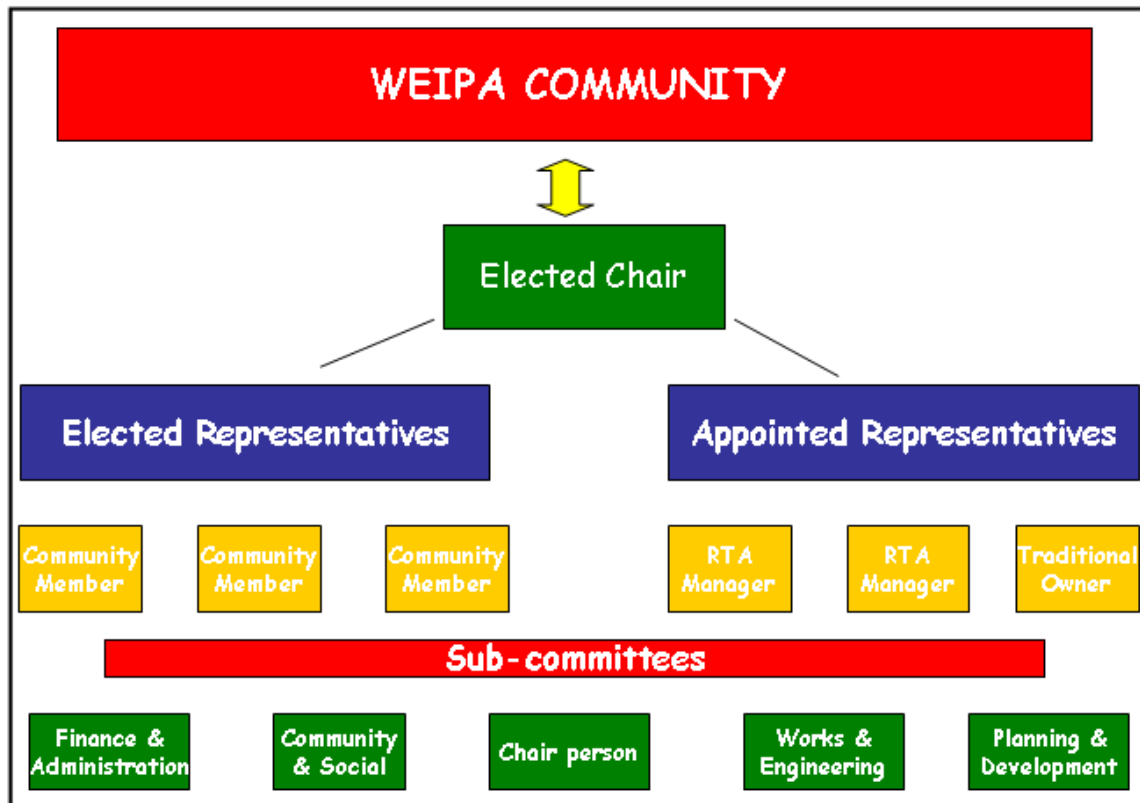 WEIPA COMMUNITY
Elected Chair
Elected Representatives
Appointed Representatives
Community
Member
Community
Member
Community
Member
RTA
Manager
RTA
Manager
Traditional
Owner
Sub-committees
Finance &
Administration
Community
& Social
Chair person
Works &
Engineering
Planning &
Development